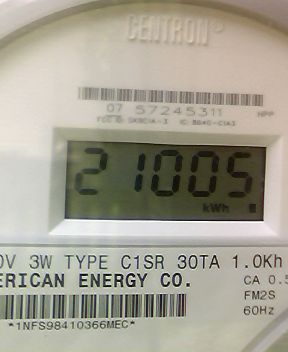 CENTRON®
07 57245311 HPP
21005
kWh
0V 3W TYPE C1SR 30TA 1.0Kh
ERICAN ENERGY CO.
CA 0.5
FM2S
60Hz
*1NFS98410366MEC*